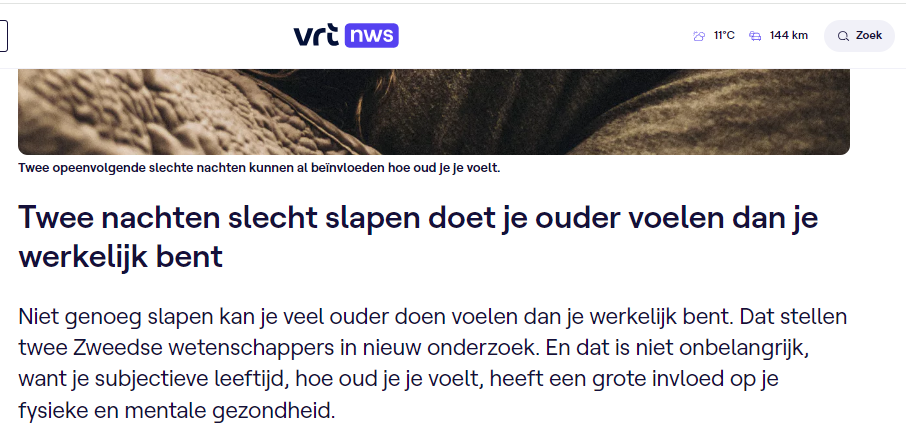 vrt nws
11°C
144 km
Zoek
Twee opeenvolgende slechte nachten kunnen al beïnvloeden hoe oud je je voelt.
Twee nachten slecht slapen doet je ouder voelen dan je
werkelijk bent
Niet genoeg slapen kan je veel ouder doen voelen dan je werkelijk bent. Dat stellen
twee Zweedse wetenschappers in nieuw onderzoek. En dat is niet onbelangrijk,
want je subjectieve leeftijd, hoe oud je je voelt, heeft een grote invloed op je
fysieke en mentale gezondheid.